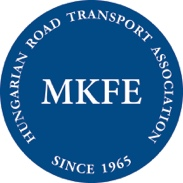 HUNGARIAN ROAD TRANSPORT ASSOCIATION
MKFE
SINCE 1965